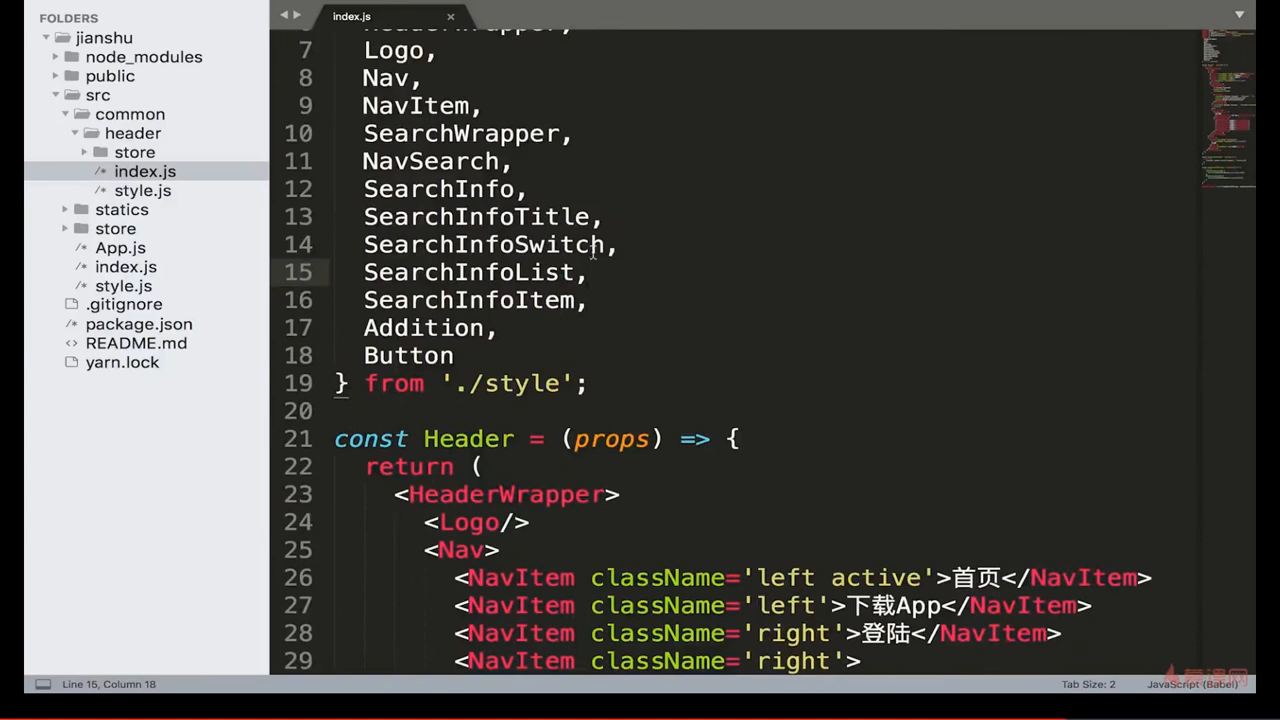 FOLDERS
jianshu
node_modules
public
src
common
header
store
/* index.js
/* style.js
statics
store
/* App.js
/* index.js
/* style.js
.gitignore
/* package.json
<> README.md
yarn.lock
index.js ×
HeaderWrapper,
7 Logo,
8 Nav,
9 NavItem,
10 SearchWrapper,
11 NavSearch,
12 SearchInfo,
13 SearchInfoTitle,
14 SearchInfoSwitch,
15 SearchInfoList,
16 SearchInfoItem,
17 Addition,
18 Button
19 } from './style';
20
21 const Header = (props) => {
22 return (
23 <HeaderWrapper>
24 <Logo/>
25 <Nav>
26 <NavItem className='left active'>首页</NavItem>
27 <NavItem className='left'>下载App</NavItem>
28 <NavItem className='right'>登陆</NavItem>
29 <NavItem className='right'>
Line 15, Column 18
Tab Size: 2
JavaScript (Babel)
慕课网